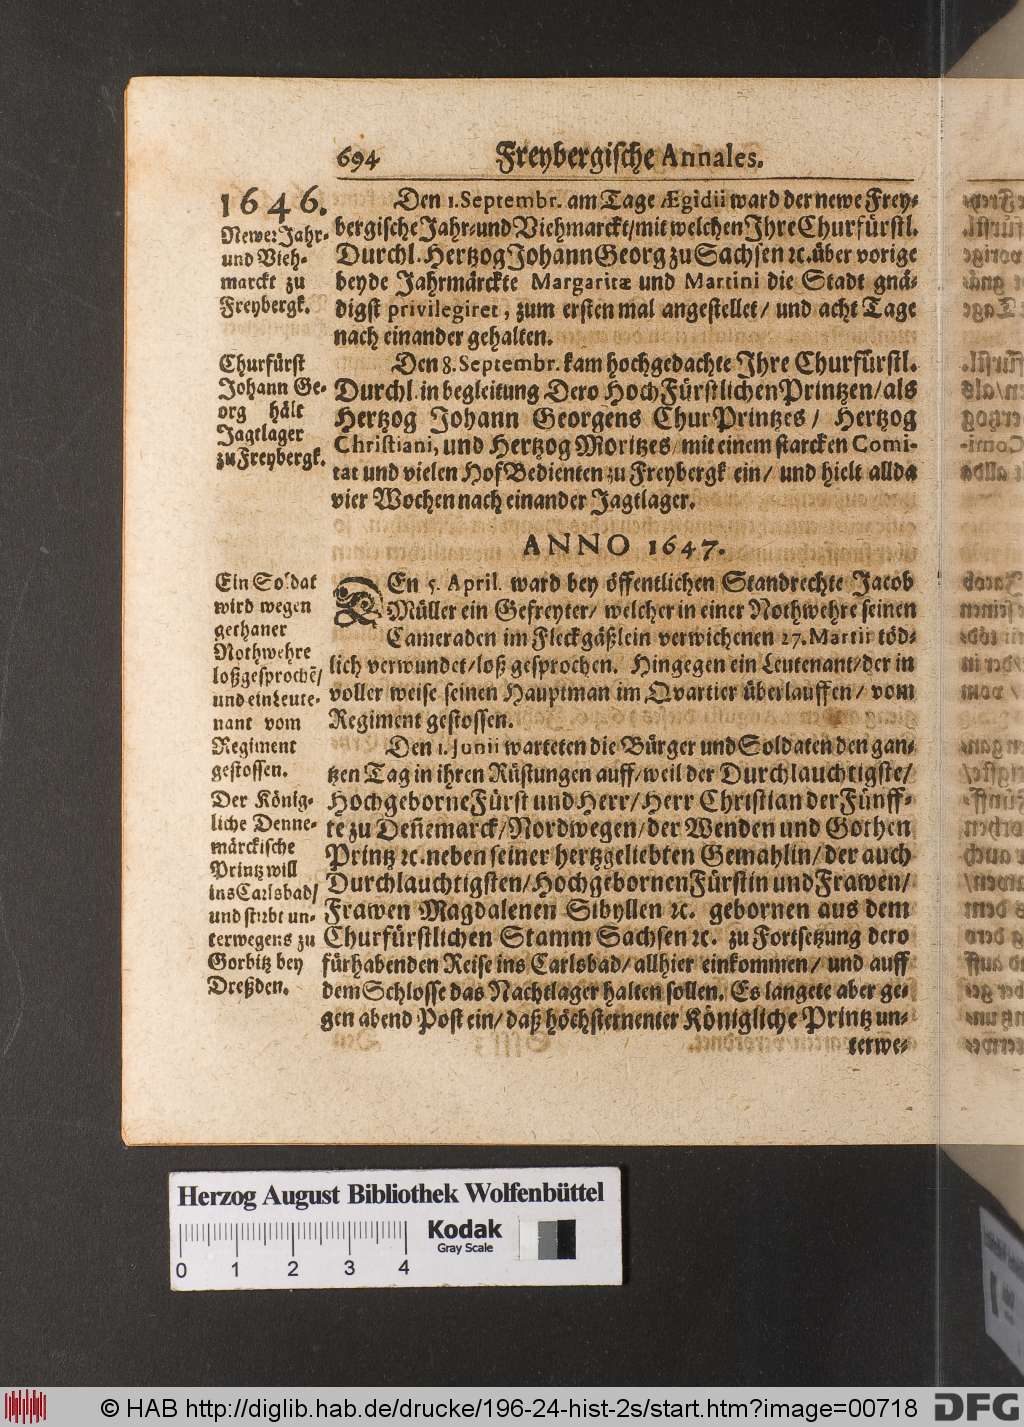 694 Freybergische Annales.
1646.
Newer Jahr-
und Vieh-
marckt zu
Freybergk.
Den 1. Septembr. am Tage Ægidii ward der newe Frey-
bergische Jahr- und Viehmarckt/ mit welchen Ihre Churfürstl.
Durchl. Hertzog Johann Georg zu Sachsen ꝛc. über vorige
beyde Jahrmärckte Margaritæ und Martini die Stadt gnä-
digst privilegiret, zum ersten mal angestellet/ und acht Tage
nach einander gehalten.
Churfürst
Johann Ge-
org hält
Jagtlager
zu Freybergk.
Den 8. Septembr. kam hochgedachte Ihre Churfürstl.
Durchl. in begleitung Dero HochFürstlichen Printzen/ als
Hertzog Johann Georgens ChurPrintzes/ Hertzog
Christiani, und Hertzog Moritzes/ mit einem starcken Comi-
tat und vielen HofBedienten zu Freybergk ein/ und hielt allda
vier Wochen nach einander Jagtlager.
ANNO 1647.
Ein Soldat
wird wegen
gethaner
Nothwehre
loßgesprochẽ/
und ein Leute-
nant vom
Regiment
gestossen.
DEn 5. April. ward bey öffentlichen Standrechte Jacob
Müller ein Gefreyter/ welcher in einer Nothwehre seinen
Cameraden im Fleckgäßlein verwichenen 27. Martii töd-
lich verwundet/ loß gesprochen. Hingegen ein Leutenant/ der in
voller weise seinen Hauptman im Qvartier überlauffen/ vom
Regiment gestossen.
Der König-
liche Denne-
märckische
Printz will
ins Carlsbad/
und stirbt un-
terwegens zu
Gorbitz bey
Dreßden.
Den 1. Junii warteten die Bürger und Soldaten den gan-
tzen Tag in ihren Rüstungen auff/ weil der Durchlauchtigste/
Hochgeborne Fürst und Herr/ Herr Christian der Fünff-
te zu Deñemarck/ Nordwegen/ der Wenden und Gothen
Printz ꝛc. neben seiner hertzgeliebten Gemahlin/ der auch
Durchlauchtigsten/ Hochgebornen Fürstin und Frawen/
Frawen Magdalenen Sibyllen ꝛc. gebornen aus dem
Churfürstlichen Stamm Sachsen ꝛc. zu Fortsetzung dero
fürhabenden Reise ins Carlsbad/ allhier einkommen/ und auff
dem Schlosse das Nachtlager halten sollen. Es langete aber ge-
gen abend Post ein/ daß höchsternenter Königliche Printz un-
terwe-
Herzog August Bibliothek Wolfenbüttel
Kodak
Gray Scale
0 1 2 3 4
© HAB http://diglib.hab.de/drucke/196-24-hist-2s/start.htm?image=00718
DFG